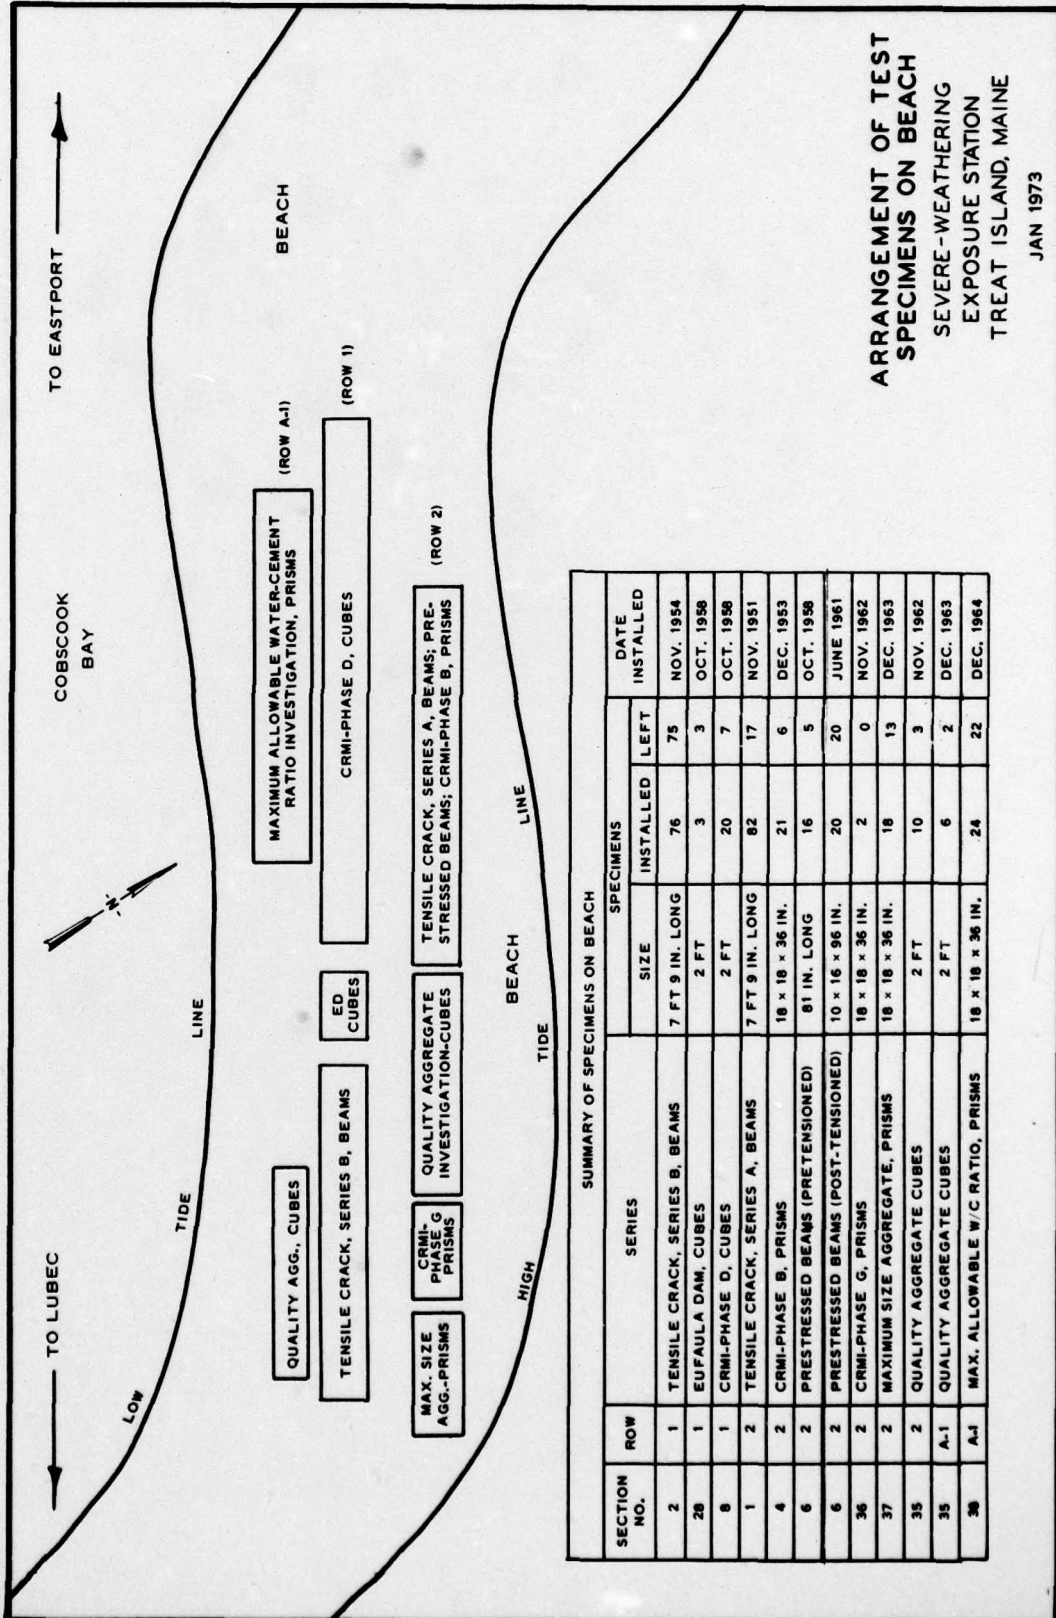 TO LUBEC
COBSCOOK
BAY
TO EASTPORT
N
LOW
TIDE
LINE
BEACH
MAXIMUM ALLOWABLE WATER-CEMENT
RATIO INVESTIGATION, PRISMS
(ROW A-1)
QUALITY AGG., CUBES
TENSILE CRACK, SERIES B, BEAMS
ED
CUBES
CRMI-PHASE D, CUBES
(ROW 1)
MAX. SIZE
AGG.-PRISMS
CRMI-
PHASE G
PRISMS
QUALITY AGGREGATE
INVESTIGATION-CUBES
TENSILE CRACK, SERIES A, BEAMS; PRE-
STRESSED BEAMS; CRMI-PHASE B, PRISMS
(ROW 2)
BEACH
HIGH
TIDE
LINE
SUMMARY OF SPECIMENS ON BEACH
SECTION NO. ROW SERIES SPECIMENS DATE INSTALLED
SIZE INSTALLED LEFT
2 1 TENSILE CRACK, SERIES B, BEAMS 7 FT 9 IN. LONG 76 75 NOV. 1954
28 1 EUFAULA DAM, CUBES 2 FT 3 3 OCT. 1958
8 1 CRMI-PHASE D, CUBES 2 FT 20 7 OCT. 1958
1 2 TENSILE CRACK, SERIES A, BEAMS 7 FT 9 IN. LONG 82 17 NOV. 1951
4 2 CRMI-PHASE B, PRISMS 18 x 18 x 36 IN. 21 6 DEC. 1953
6 2 PRESTRESSED BEAMS (PRETENSIONED) 81 IN. LONG 16 5 OCT. 1958
6 2 PRESTRESSED BEAMS (POST-TENSIONED) 10 x 16 x 96 IN. 20 20 JUNE 1961
36 2 CRMI-PHASE G, PRISMS 18 x 18 x 36 IN. 2 0 NOV. 1962
37 2 MAXIMUM SIZE AGGREGATE, PRISMS 18 x 18 x 36 IN. 18 13 DEC. 1963
35 2 QUALITY AGGREGATE CUBES 2 FT 10 3 NOV. 1962
35 A-1 QUALITY AGGREGATE CUBES 2 FT 6 2 DEC. 1963
A-1 MAX. ALLOWABLE W/C RATIO, PRISMS 18 x 18 x 36 IN. 24 22 DEC. 1964
ARRANGEMENT OF TEST
SPECIMENS ON BEACH
SEVERE-WEATHERING
EXPOSURE STATION
TREAT ISLAND, MAINE
JAN 1973